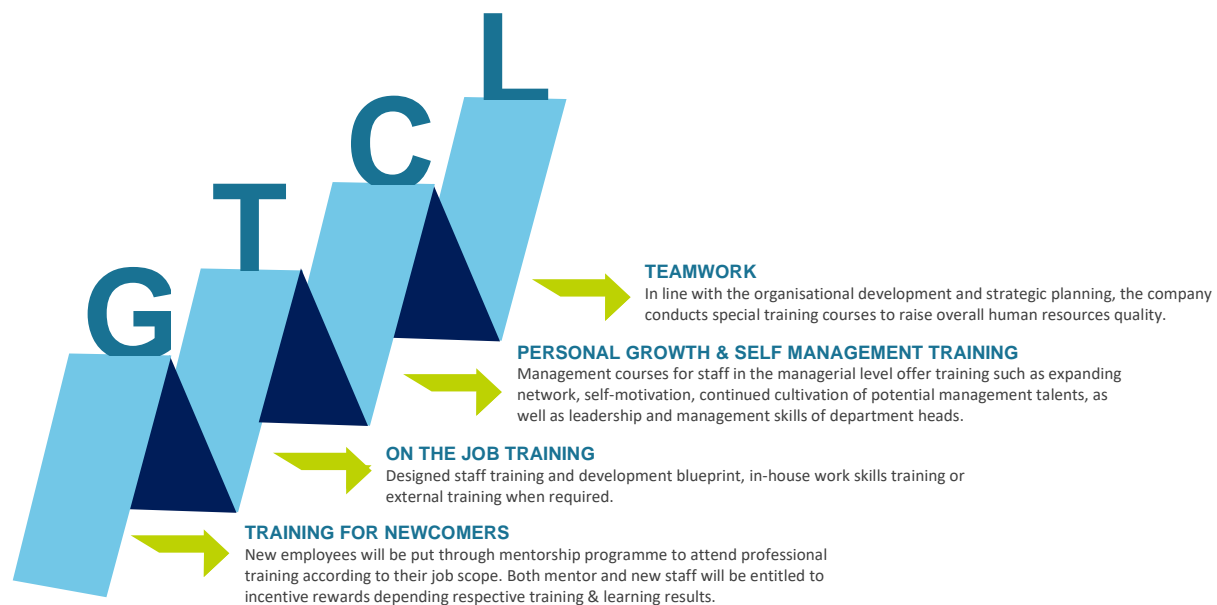 L
C
T
G
TEAMWORK
In line with the organisational development and strategic planning, the company
conducts special training courses to raise overall human resources quality.
PERSONAL GROWTH & SELF MANAGEMENT TRAINING
Management courses for staff in the managerial level offer training such as expanding
network, self-motivation, continued cultivation of potential management talents, as
well as leadership and management skills of department heads.
ON THE JOB TRAINING
Designed staff training and development blueprint, in-house work skills training or
external training when required.
TRAINING FOR NEWCOMERS
New employees will be put through mentorship programme to attend professional
training according to their job scope. Both mentor and new staff will be entitled to
incentive rewards depending respective training & learning results.